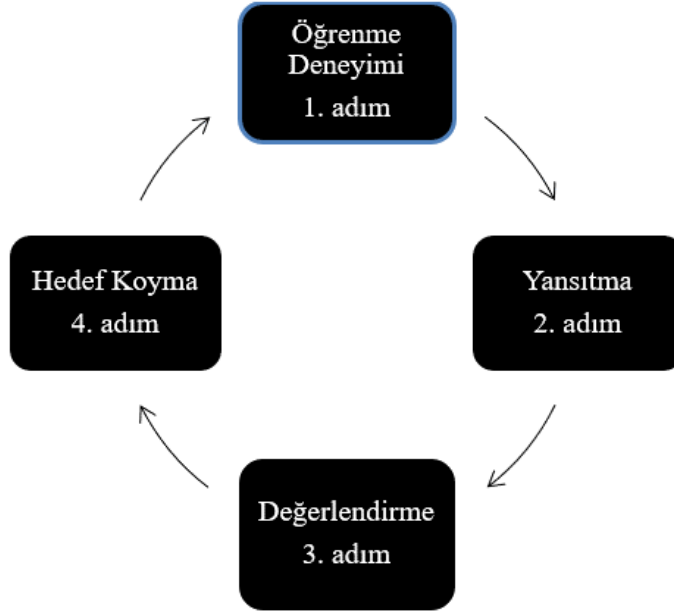 Öğrenme
Deneyimi
1. adım
Yansıtma
2. adım
Değerlendirme
3. adım
Hedef Koyma
4. adım